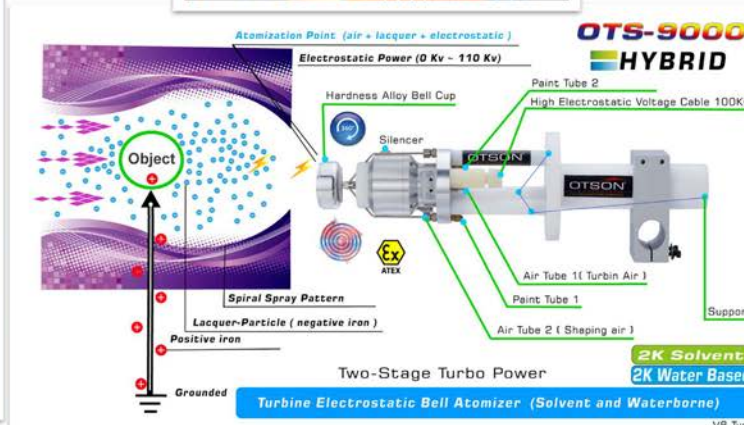 OTS-9000
HYBRID
Atomization Point (air + lacquer + electrostatic )
Electrostatic Power (0 Kv ~ 110 Kv)
Paint Tube 2
High Electrostatic Voltage Cable 100K
Hardness Alloy Bell Cup
360°
Silencer
OTSON
OTSON
Object
Ex
ATEX
Air Tube 1( Turbin Air )
Paint Tube 1
Spiral Spray Pattern
Support
Lacquer-Particle ( negative iron )
Air Tube 2 ( Shaping air )
Positive iron
Two-Stage Turbo Power
2K Solvent
2K Water Based
Grounded
Turbine Electrostatic Bell Atomizer (Solvent and Waterborne)